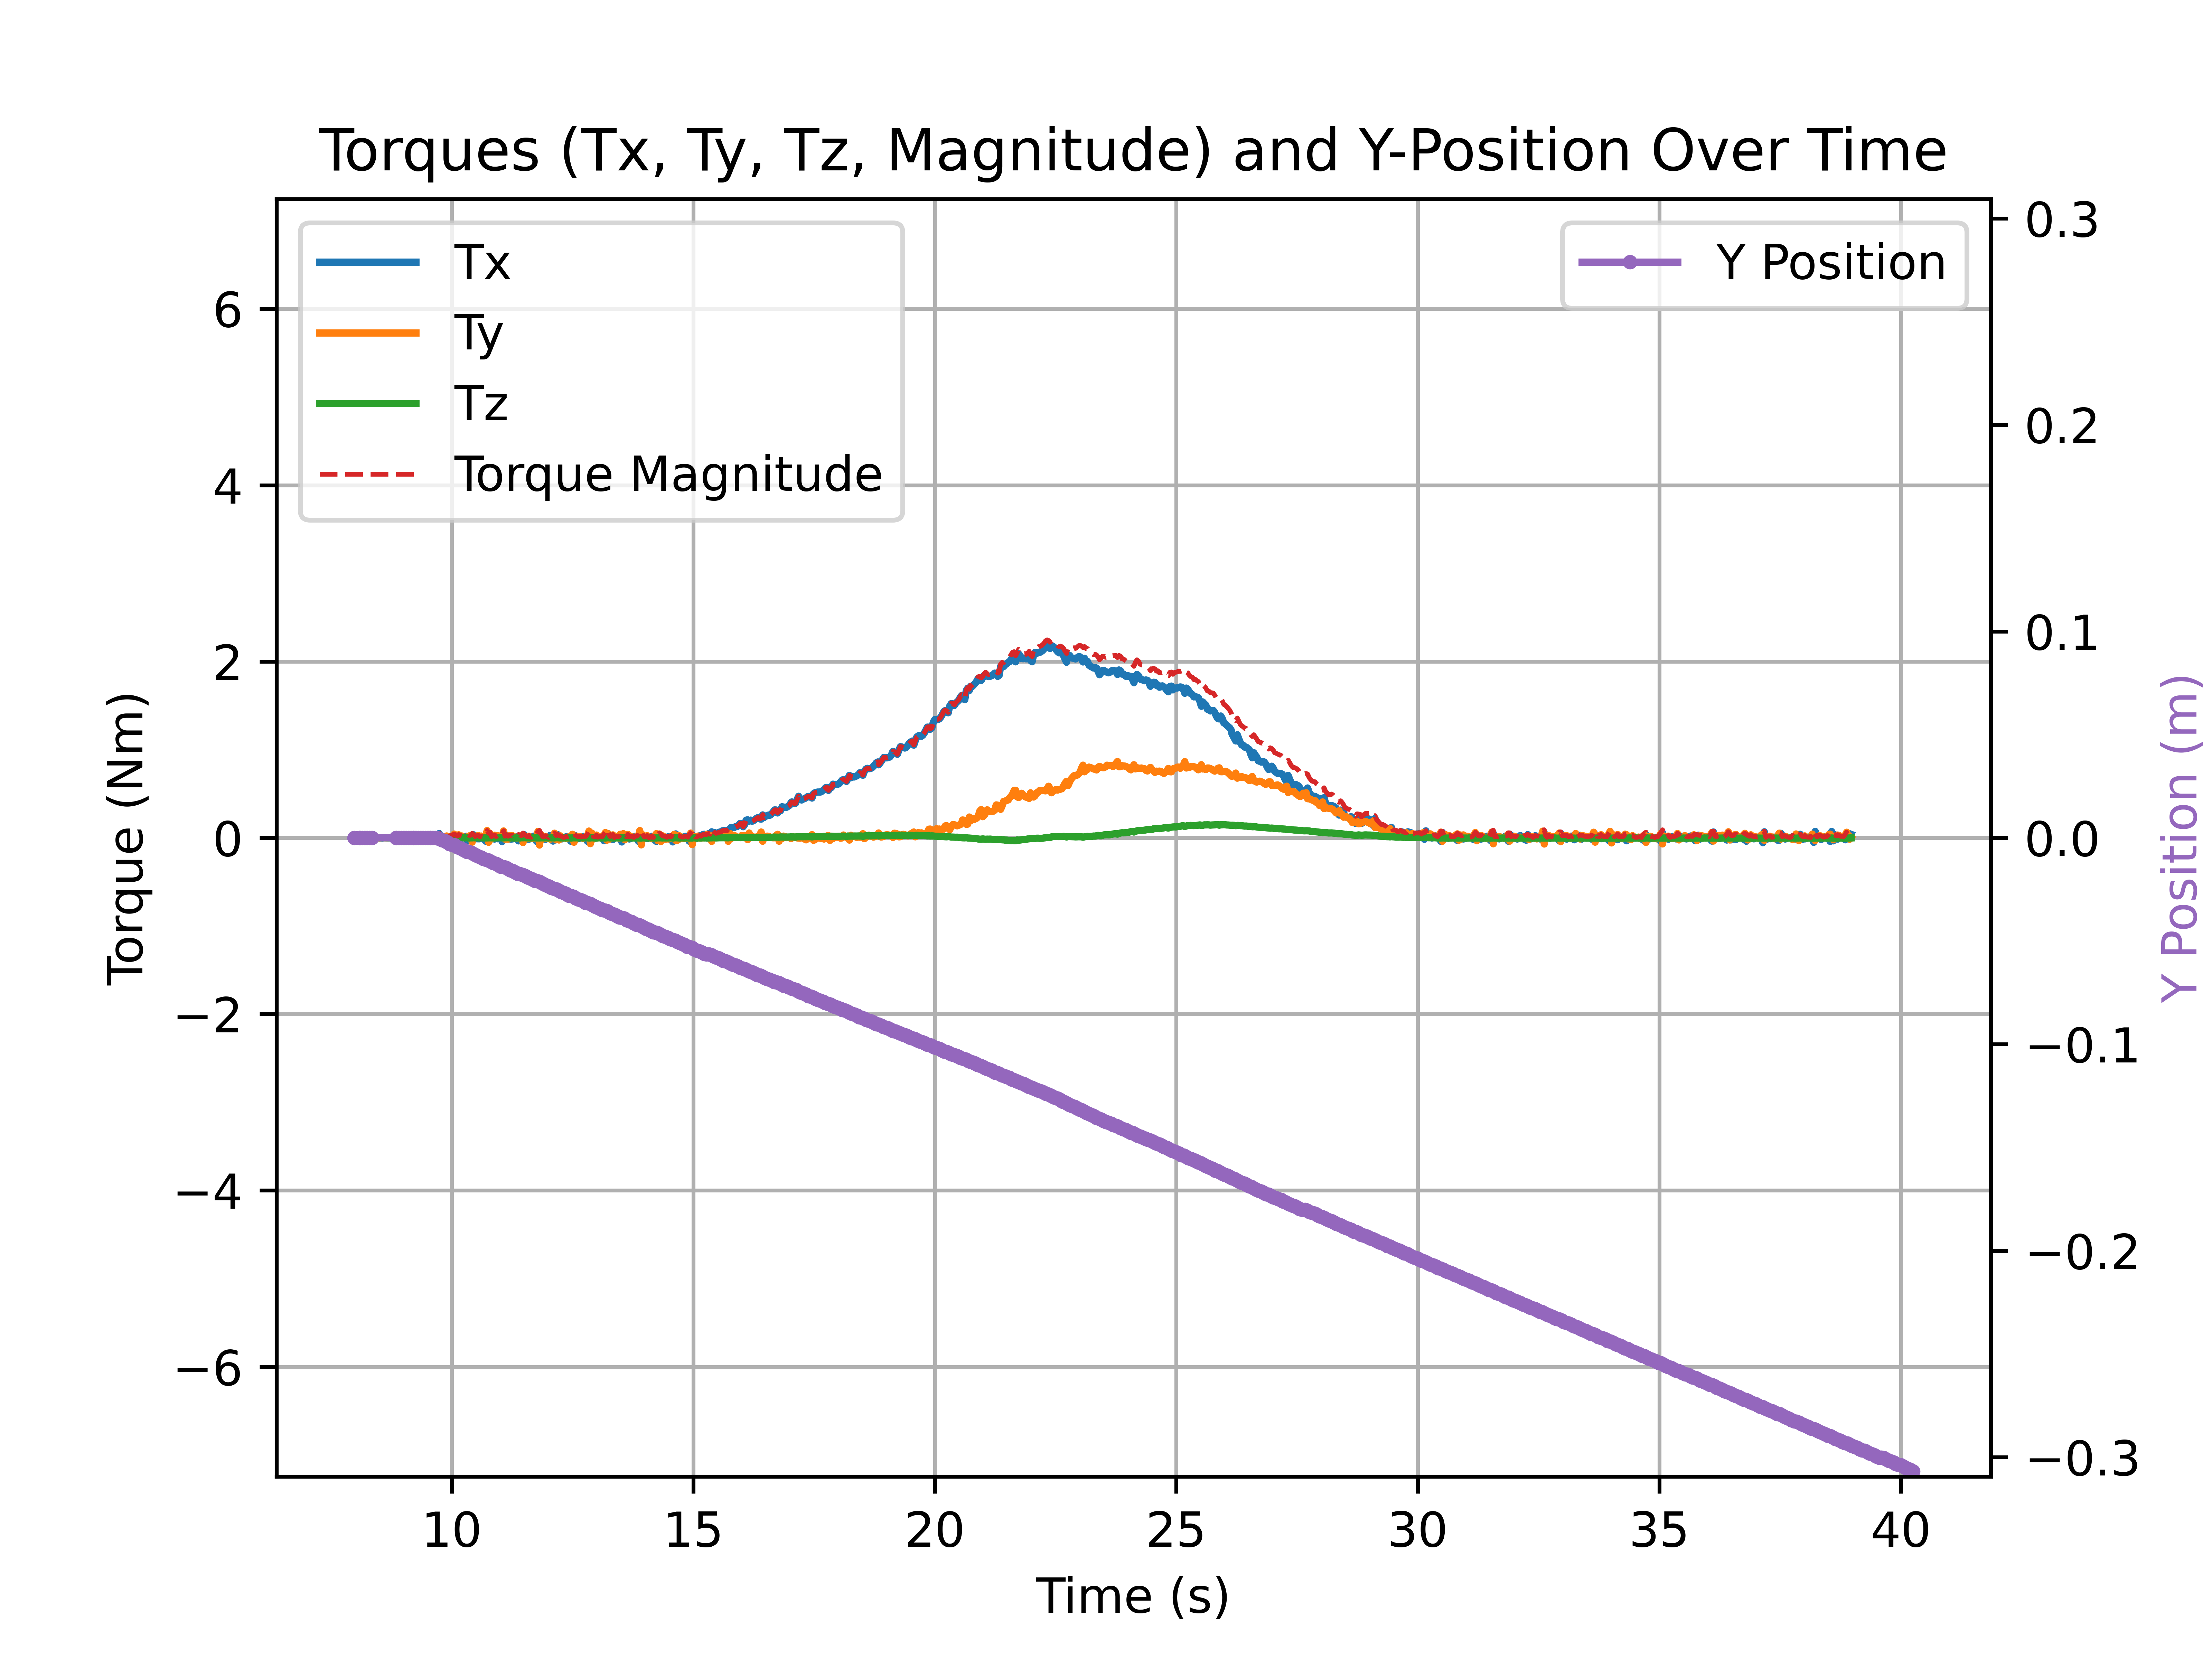 Torques (Tx, Ty, Tz, Magnitude) and Y-Position Over Time
Tx
Ty
Tz
Torque Magnitude
Y Position
6
4
2
0
−2
−4
−6
Torque (Nm)
0.3
0.2
0.1
0.0
−0.1
−0.2
−0.3
Y Position (m)
10 15 20 25 30 35 40
Time (s)